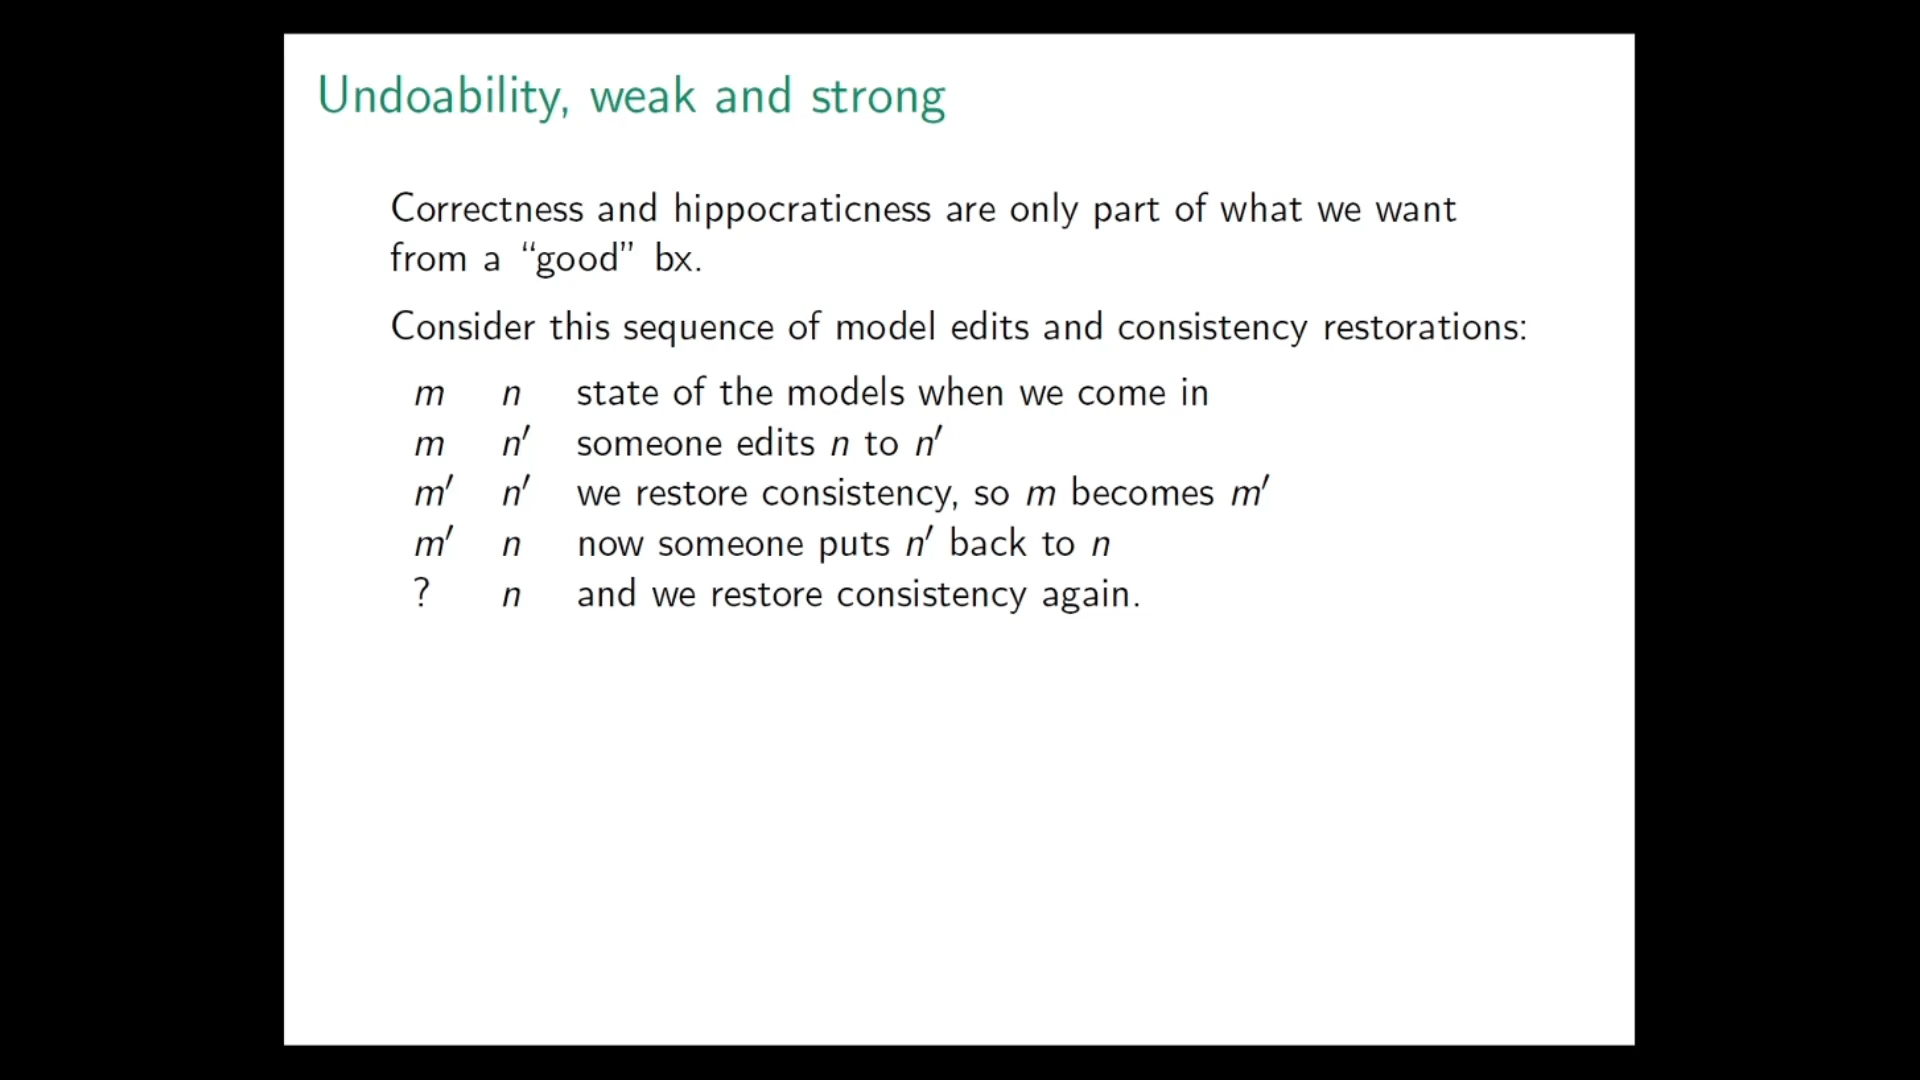 Undoability, weak and strong
Correctness and hippocraticness are only part of what we want
from a “good” bx.
Consider this sequence of model edits and consistency restorations:
m n state of the models when we come in
m n′ someone edits n to n′
m′ n′ we restore consistency, so m becomes m′
m′ n now someone puts n′ back to n
? n and we restore consistency again.